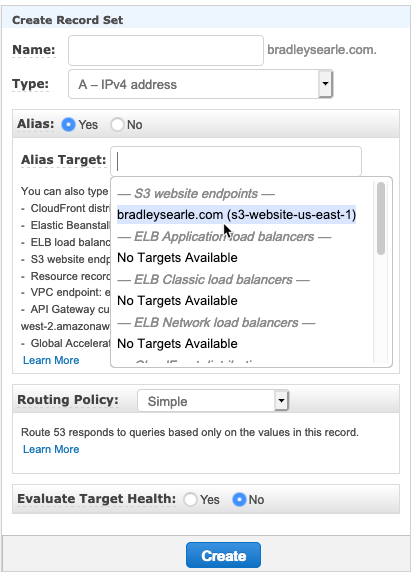 Create Record Set
Name:
bradleysearle.com.
Type:
A – IPv4 address
Alias:
Yes
No
Alias Target:
You can also type
- CloudFront distri
- Elastic Beanstal
- ELB load balanc
- S3 website endp
- Resource record
- VPC endpoint: e
- API Gateway cu
west-2.amazonaw
- Global Accelerat
Learn More
— S3 website endpoints —
bradleysearle.com (s3-website-us-east-1)
— ELB Application load balancers —
No Targets Available
— ELB Classic load balancers —
No Targets Available
— ELB Network load balancers —
No Targets Available
Routing Policy:
Simple
Route 53 responds to queries based only on the values in this record.
Learn More
Evaluate Target Health:
Yes
No
Create